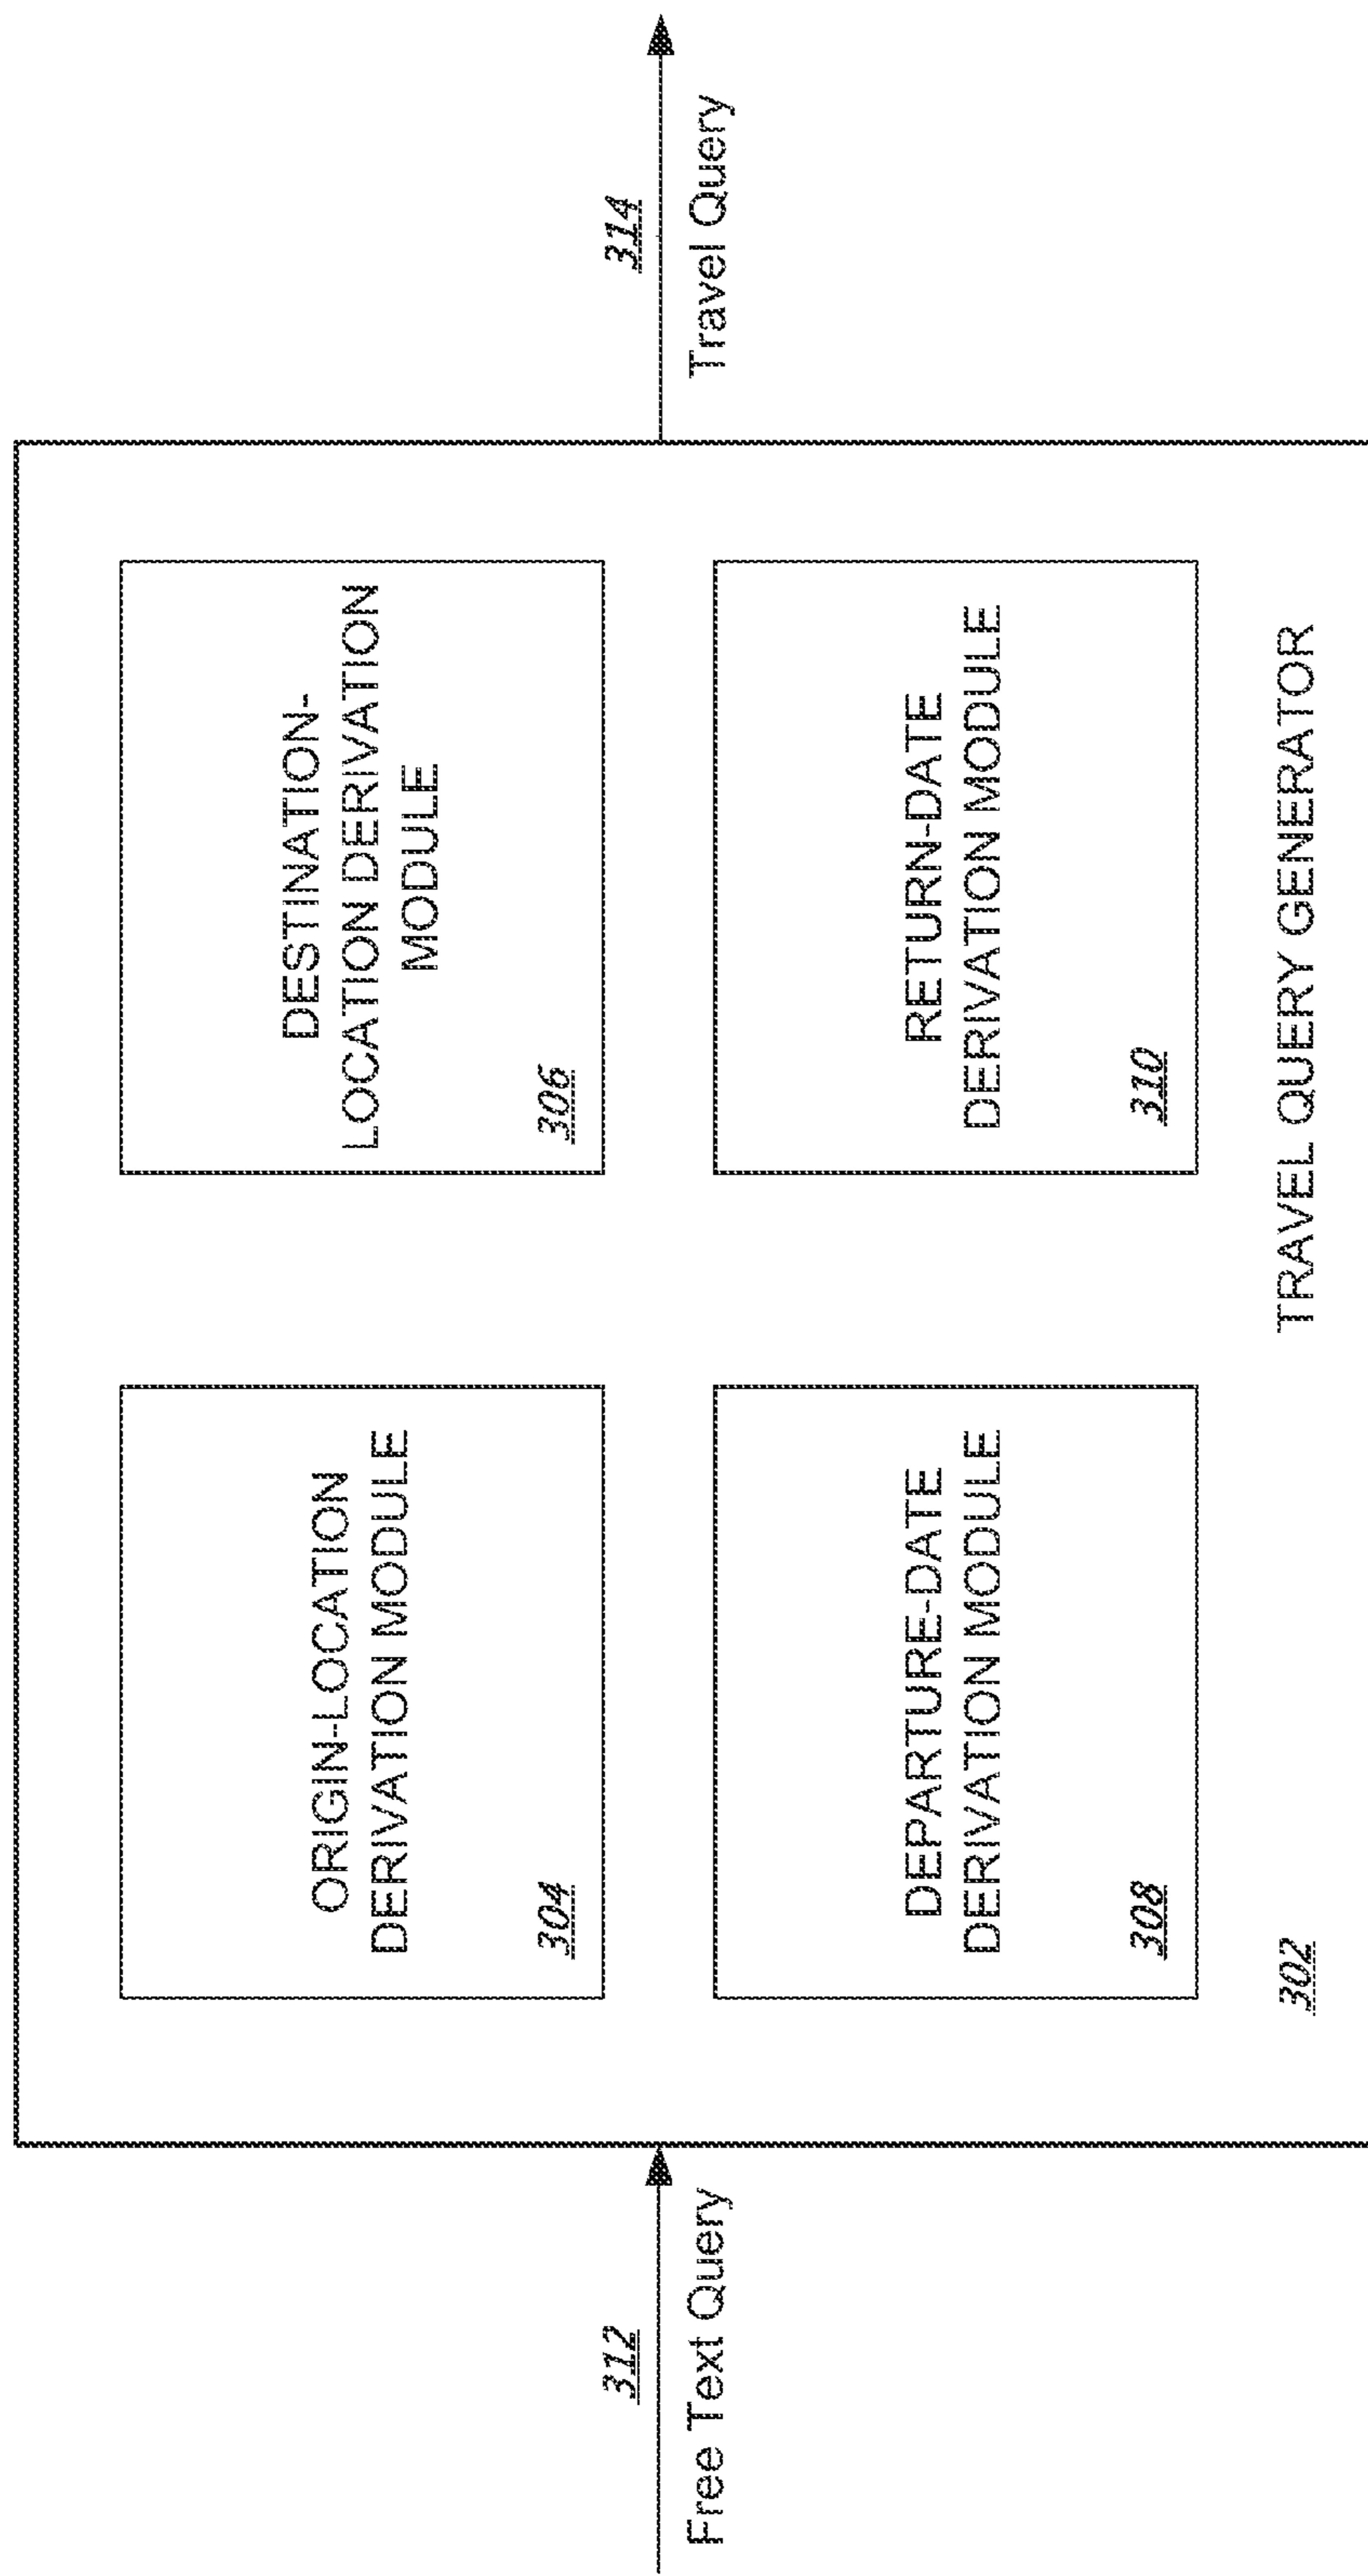 312
Free Text Query
ORIGIN-LOCATION
DERIVATION MODULE
304
DESTINATION-
LOCATION DERIVATION
MODULE
306
DEPARTURE-DATE
DERIVATION MODULE
308
RETURN-DATE
DERIVATION MODULE
310
302
TRAVEL QUERY GENERATOR
314
Travel Query